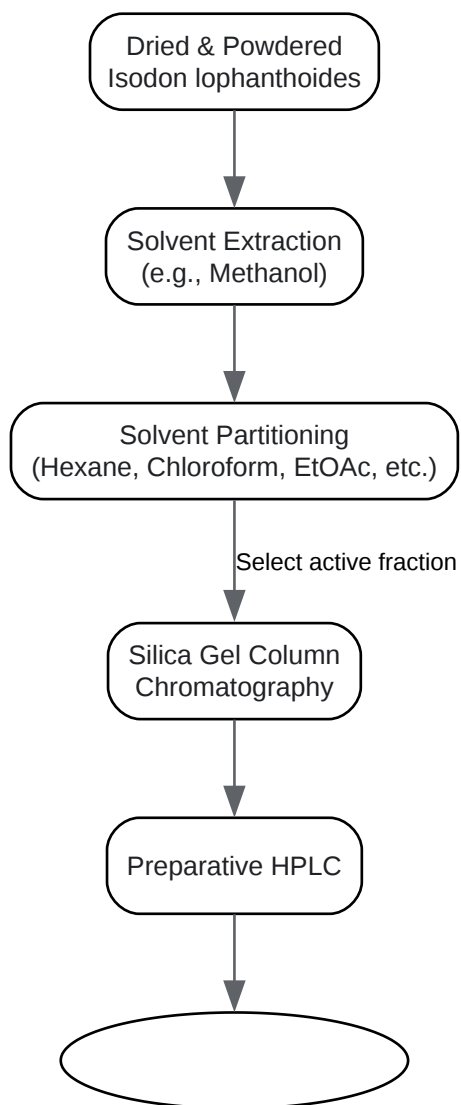 Dried & Powdered
Isodon lophanthoides
Solvent Extraction
(e.g., Methanol)
Solvent Partitioning
(Hexane, Chloroform, EtOAc, etc.)
Select active fraction
Silica Gel Column
Chromatography
Preparative HPLC